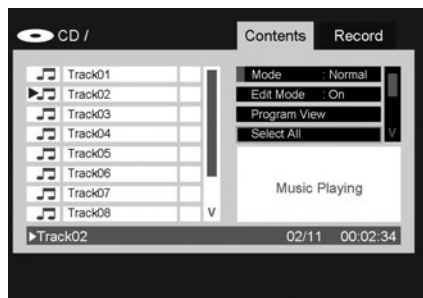 CD /
Contents
Record
Track01
Track02
Track03
Track04
Track05
Track06
Track07
Track08
V
Mode : Normal
Edit Mode : On
Program View
Select All
V
Music Playing
Track02 02/11 00:02:34